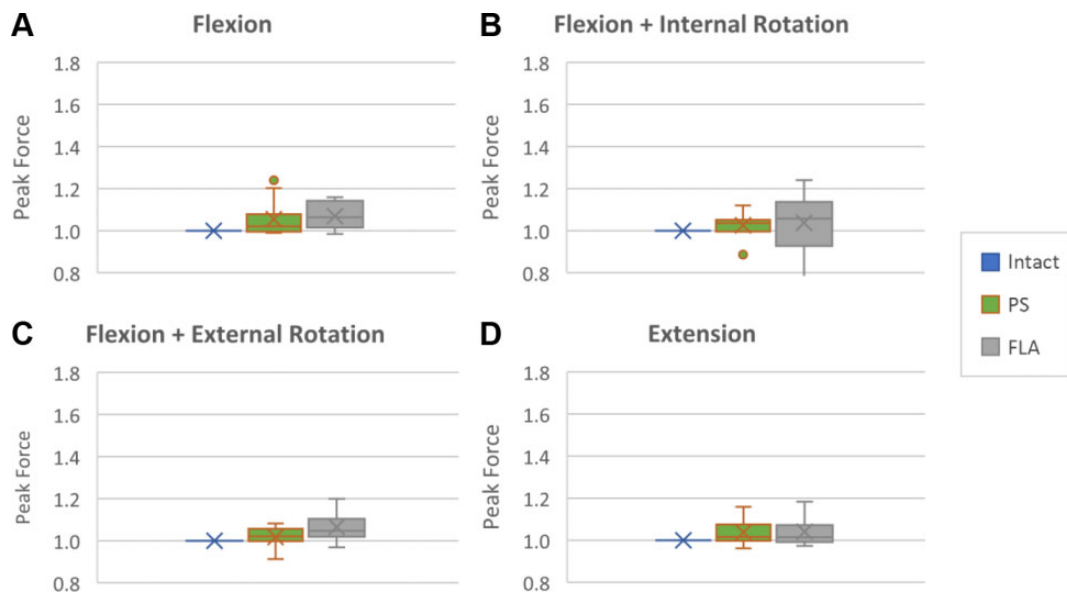 A
Flexion
1.8
1.6
1.4
1.2
1.0
0.8
Peak Force
B
Flexion + Internal Rotation
1.8
1.6
1.4
1.2
1.0
0.8
Peak Force
Intact
PS
FLA
C
Flexion + External Rotation
1.8
1.6
1.4
1.2
1.0
0.8
Peak Force
D
Extension
1.8
1.6
1.4
1.2
1.0
0.8
Peak Force